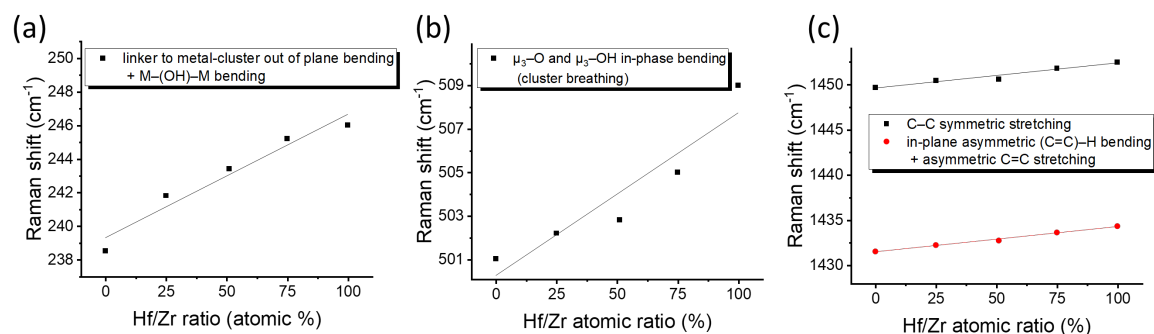 (a)
Raman shift (cm⁻¹)
250
248
246
244
242
240
238
■ linker to metal-cluster out of plane bending
+ M–(OH)–M bending
0 25 50 75 100
Hf/Zr ratio (atomic %)
(b)
Raman shift (cm⁻¹)
509
507
505
503
501
■ μ₃–O and μ₃–OH in-phase bending
(cluster breathing)
0 25 50 75 100
Hf/Zr atomic ratio (%)
(c)
Raman shift (cm⁻¹)
1450
1445
1440
1435
1430
■ C–C symmetric stretching
● in-plane asymmetric (C=C)–H bending
+ asymmetric C=C stretching
0 25 50 75 100
Hf/Zr atomic ratio (%)